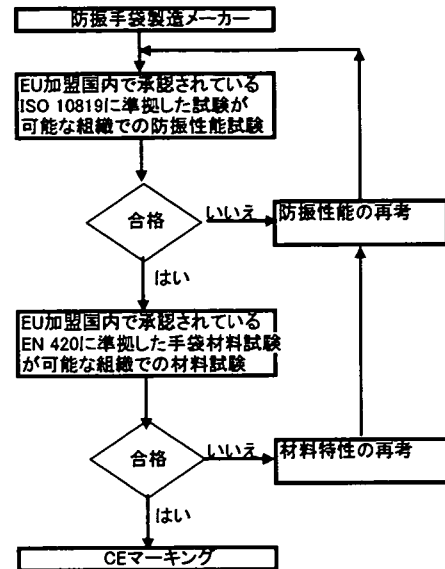 防振手袋製造メーカー
EU加盟国内で承認されている
ISO 10819に準拠した試験が
可能な組織での防振性能試験
合格
いいえ
防振性能の再考
はい
EU加盟国内で承認されている
EN 420に準拠した手袋材料試験
が可能な組織での材料試験
合格
いいえ
材料特性の再考
はい
CEマーキング